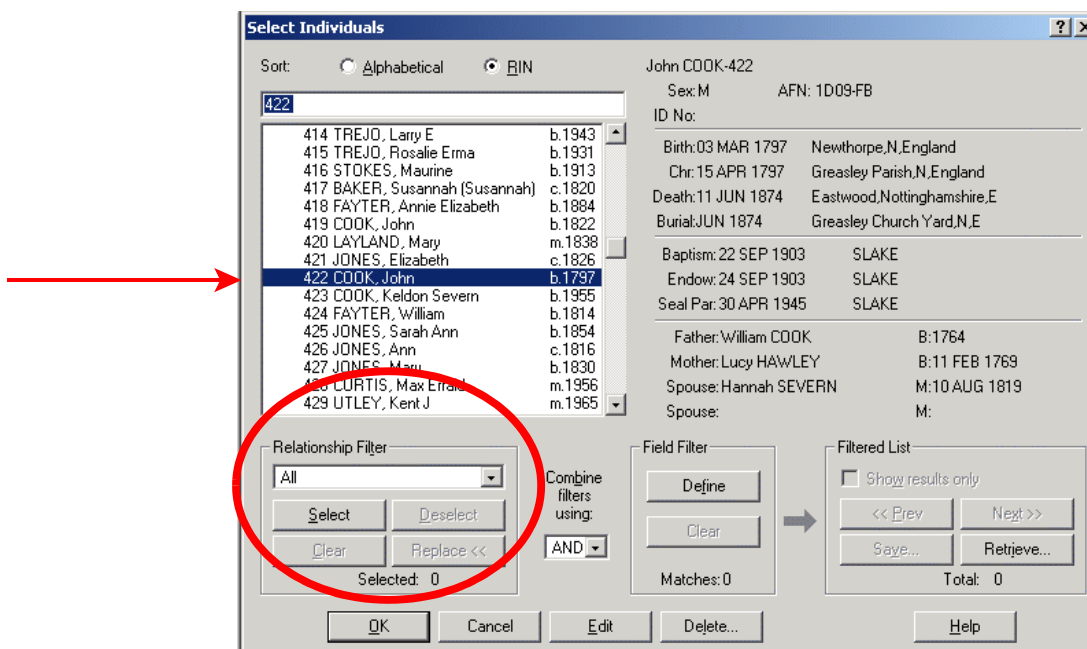 Select Individuals
Sort: Alphabetical RIN
422
414 TREJO, Larry E b.1943
415 TREJO, Rosalie Erma b.1931
416 STOKES, Maurine b.1913
417 BAKER, Susannah (Susannah) c.1820
418 FAYTER, Annie Elizabeth b.1884
419 COOK, John b.1822
420 LAYLAND, Mary m.1838
421 JONES, Elizabeth c.1826
422 COOK, John b.1797
423 COOK, Keldon Severn b.1955
424 FAYTER, William b.1814
425 JONES, Sarah Ann b.1854
426 JONES, Ann c.1816
427 JONES, Mary b.1830
CURTIS, Max m.1956
429 UTLEY, Kent J m.1965
John COOK-422
Sex: M AFN: 1D09-FB
ID No:
Birth: 03 MAR 1797 Newthorpe,N,England
Chr: 15 APR 1797 Greasley Parish,N,England
Death: 11 JUN 1874 Eastwood,Nottinghamshire,E
Burial: JUN 1874 Greasley Church Yard,N,E
Baptism: 22 SEP 1903 SLAKE
Endow: 24 SEP 1903 SLAKE
Seal Par: 30 APR 1945 SLAKE
Father: William COOK B:1764
Mother: Lucy HAWLEY B:11 FEB 1769
Spouse: Hannah SEVERN M:10 AUG 1819
Spouse: M:
Relationship Filter
All
Select Deselect
Clear Replace <<
Selected: 0
Combine
filters
using:
AND
Field Filter
Define
Clear
Matches: 0
Filtered List
Show results only
<< Prev Next >>
Save... Retrieve...
Total: 0
OK Cancel Edit Delete... Help